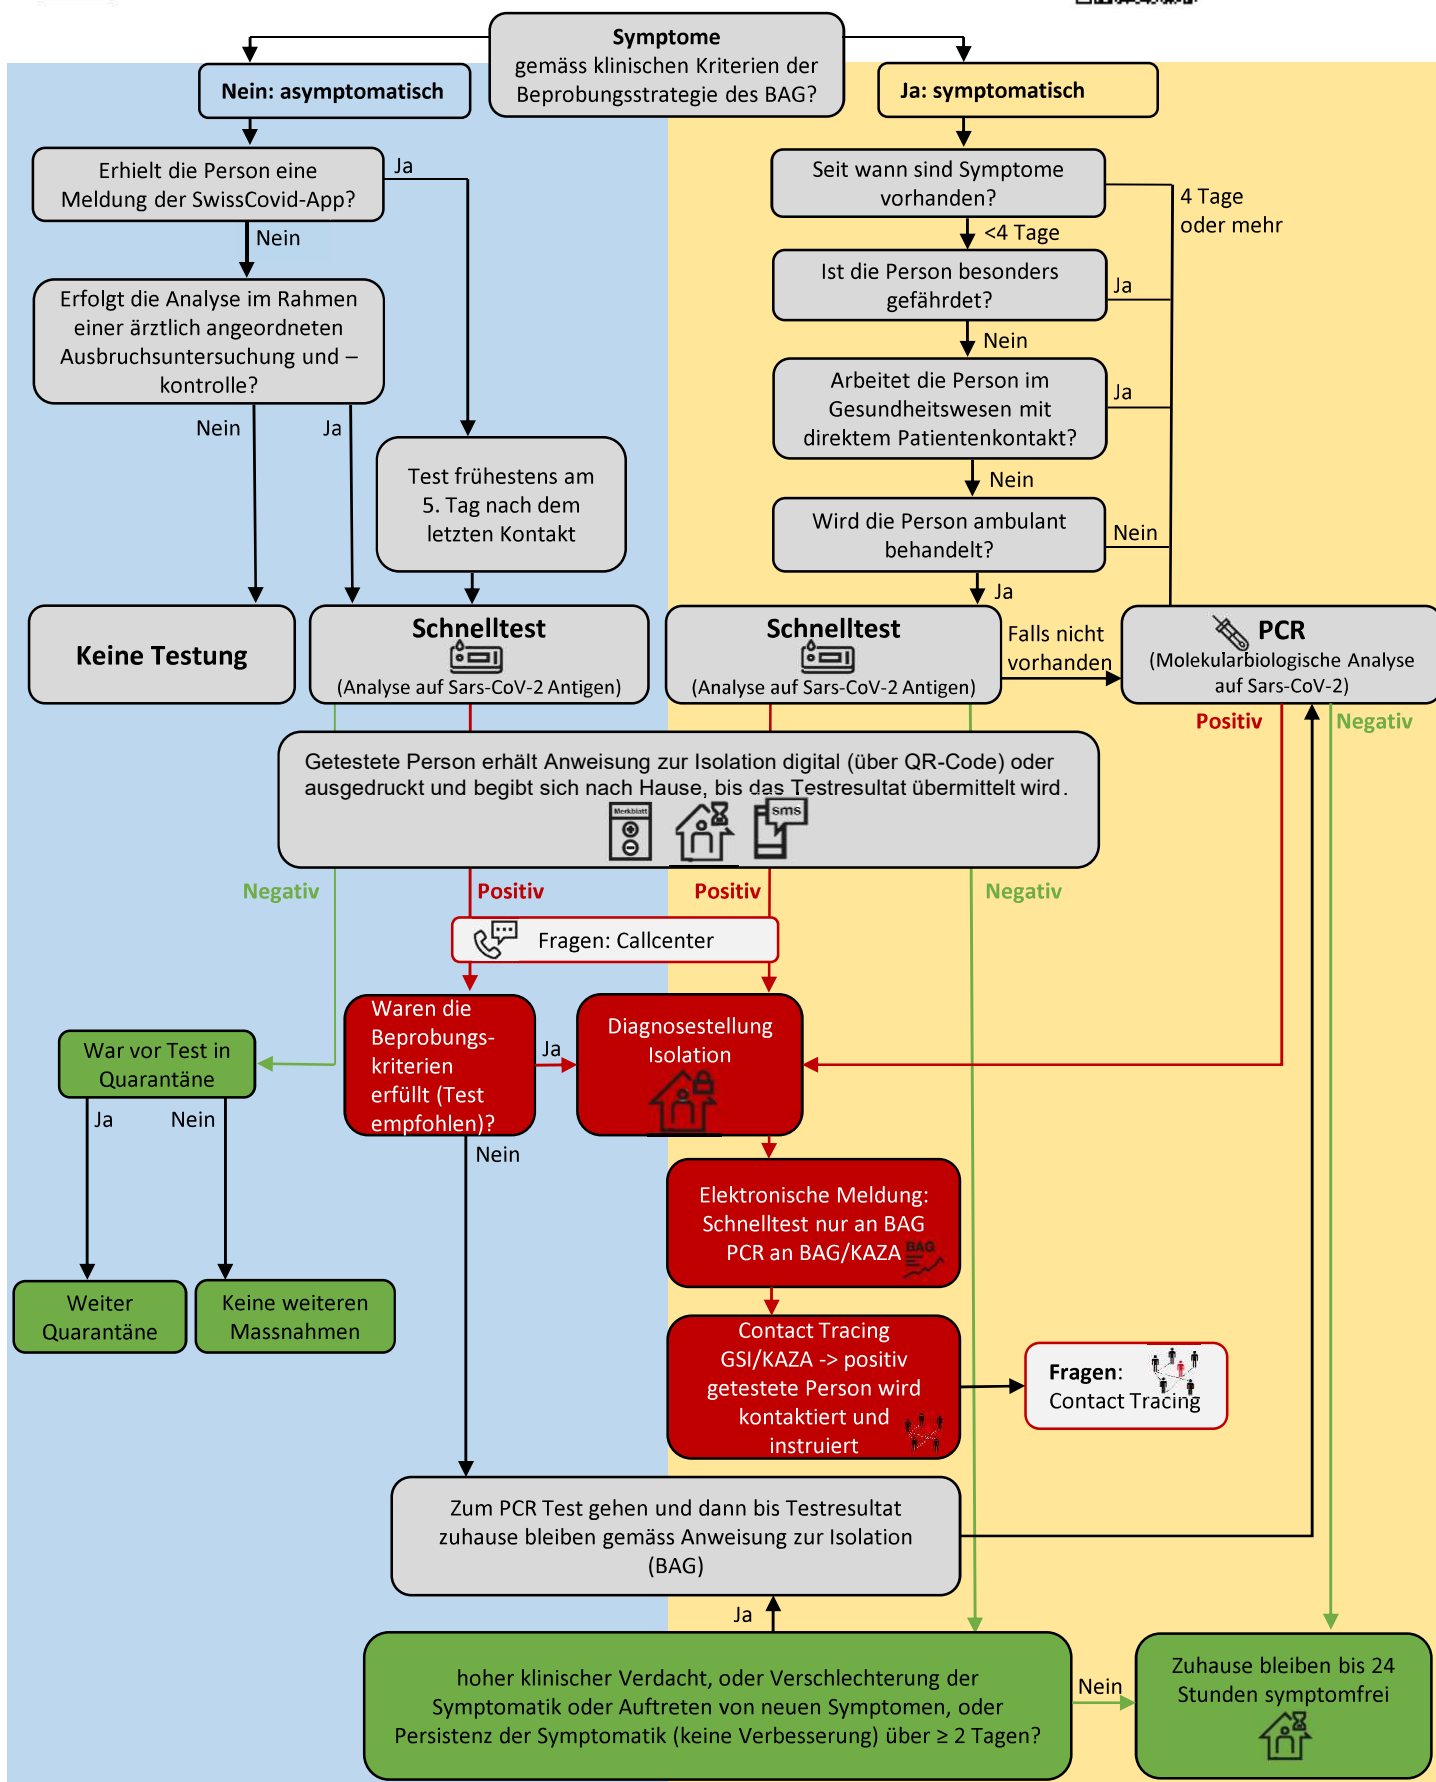 Symptome
gemäss klinischen Kriterien der
Beprobungsstrategie des BAG?
Nein: asymptomatisch
Ja: symptomatisch
Erhielt die Person eine
Meldung der SwissCovid-App?
Ja
Nein
Erfolgt die Analyse im Rahmen
einer ärztlich angeordneten
Ausbruchsuntersuchung und –
kontrolle?
Nein
Ja
Test frühestens am
5. Tag nach dem
letzten Kontakt
Seit wann sind Symptome
vorhanden?
4 Tage
oder mehr
<4 Tage
Ist die Person besonders
gefährdet?
Ja
Nein
Arbeitet die Person im
Gesundheitswesen mit
direktem Patientenkontakt?
Ja
Nein
Wird die Person ambulant
behandelt?
Nein
Ja
Keine Testung
Schnelltest
(Analyse auf Sars-CoV-2 Antigen)
Schnelltest
(Analyse auf Sars-CoV-2 Antigen)
Falls nicht
vorhanden
PCR
(Molekularbiologische Analyse
auf Sars-CoV-2)
Positiv
Negativ
Getestete Person erhält Anweisung zur Isolation digital (über QR-Code) oder
ausgedruckt und begibt sich nach Hause, bis das Testresultat übermittelt wird.
Merkblatt
sms
Negativ
Positiv
Positiv
Negativ
Fragen: Callcenter
Waren die
Beprobungs-
kriterien
erfüllt (Test
empfohlen)?
Ja
Nein
Diagnosestellung
Isolation
War vor Test in
Quarantäne
Ja
Nein
Weiter
Quarantäne
Keine weiteren
Massnahmen
Elektronische Meldung:
Schnelltest nur an BAG
PCR an BAG/KAZA
BAG
Contact Tracing
GSI/KAZA -> positiv
getestete Person wird
kontaktiert und
instruiert
Fragen:
Contact Tracing
Zum PCR Test gehen und dann bis Testresultat
zuhause bleiben gemäss Anweisung zur Isolation
(BAG)
Ja
hoher klinischer Verdacht, oder Verschlechterung der
Symptomatik oder Auftreten von neuen Symptomen, oder
Persistenz der Symptomatik (keine Verbesserung) über ≥ 2 Tagen?
Nein
Zuhause bleiben bis 24
Stunden symptomfrei